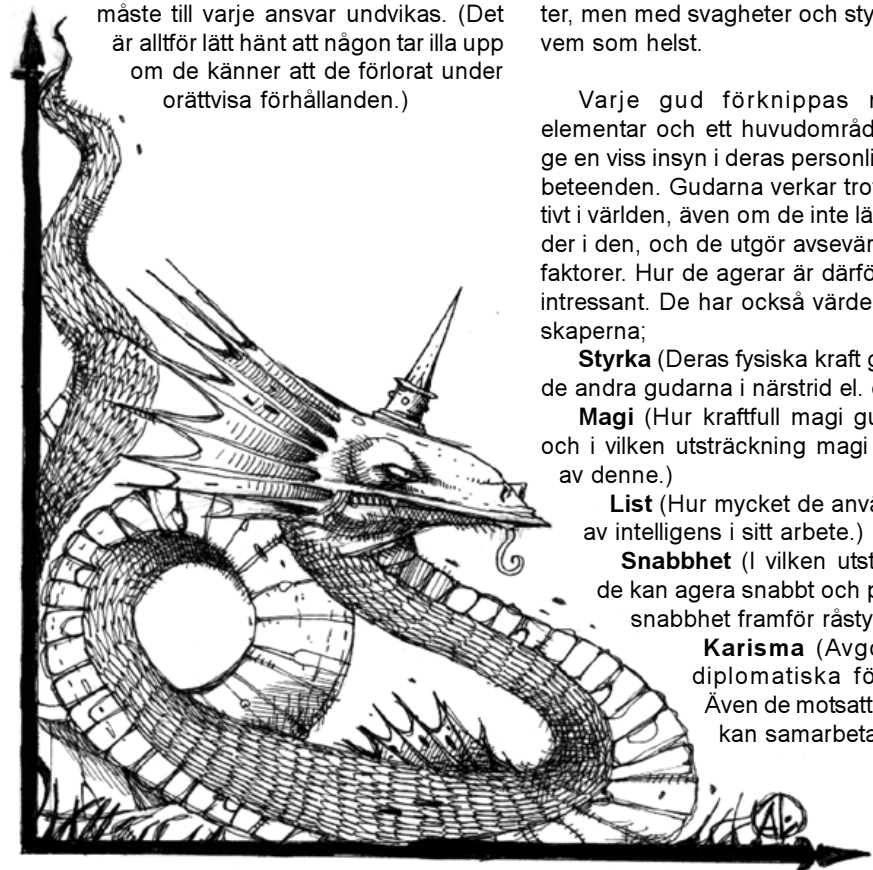 måste till varje ansvar undvikas. (Det
är alltför lätt hänt att någon tar illa upp
om de känner att de förlorat under
orättvisa förhållanden.)
ter, men med svagheter och sty
vem som helst.
Varje gud förknippas
elementar och ett huvudområd
ge en viss insyn i deras personli
beteenden. Gudarna verkar tro
tivt i världen, även om de inte lä
der i den, och de utgör avsevär
faktorer. Hur de agerar är därfö
intressant. De har också värde
skaperna;
Styrka (Deras fysiska kraft g
de andra gudarna i närstrid el.
Magi (Hur kraftfull magi gu
och i vilken utsträckning magi
av denne.)
List (Hur mycket de anvä
av intelligens i sitt arbete.)
Snabbhet (I vilken utst
de kan agera snabbt och p
snabbhet framför råsty
Karisma (Avgö
diplomatiska fö
Även de motsatt
kan samarbeta